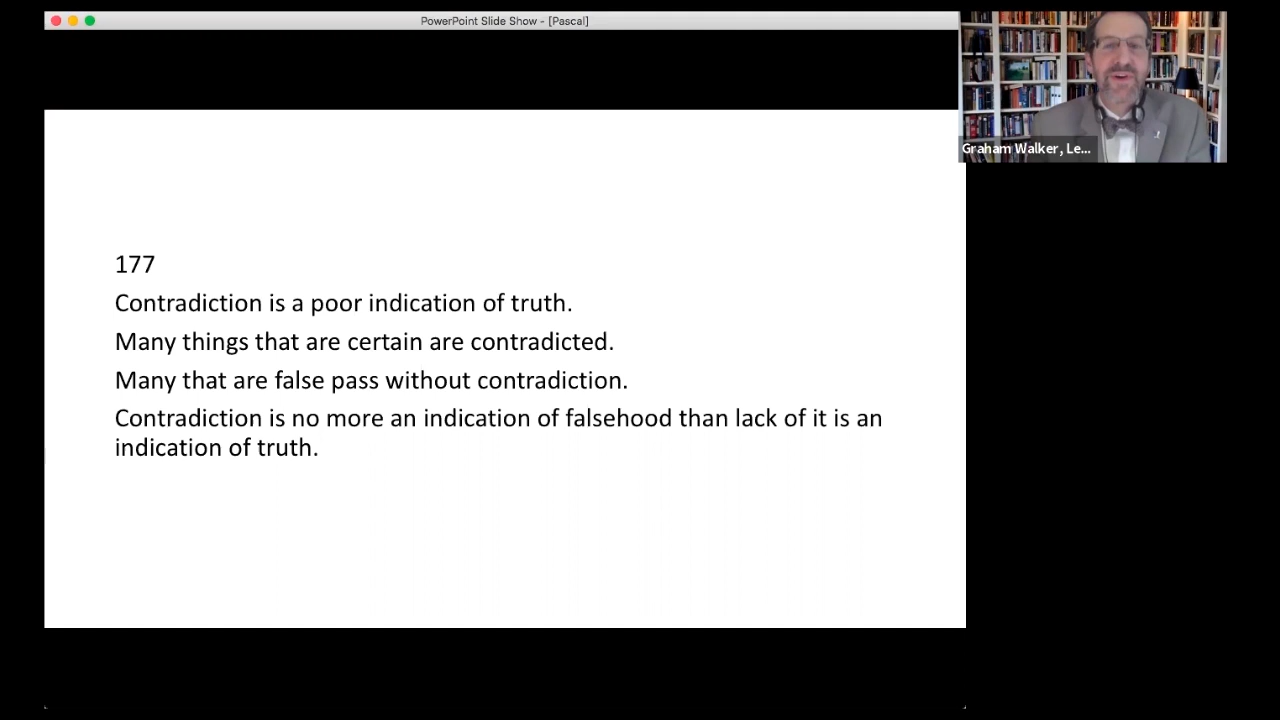 PowerPoint Slide Show - [Pascal]
Graham Walker, Le...
177
Contradiction is a poor indication of truth.
Many things that are certain are contradicted.
Many that are false pass without contradiction.
Contradiction is no more an indication of falsehood than lack of it is an
indication of truth.